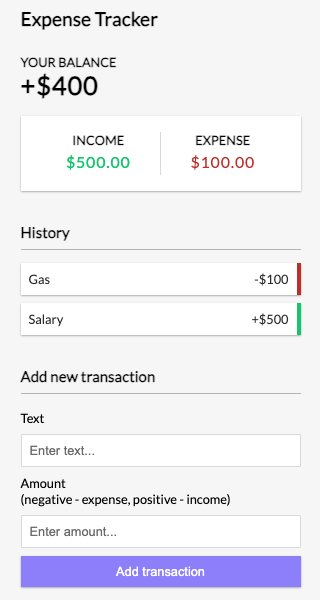 Expense Tracker
YOUR BALANCE
+$400
INCOME
$500.00
EXPENSE
$100.00
History
Gas -$100
Salary +$500
Add new transaction
Text
Enter text...
Amount
(negative - expense, positive - income)
Enter amount...
Add transaction